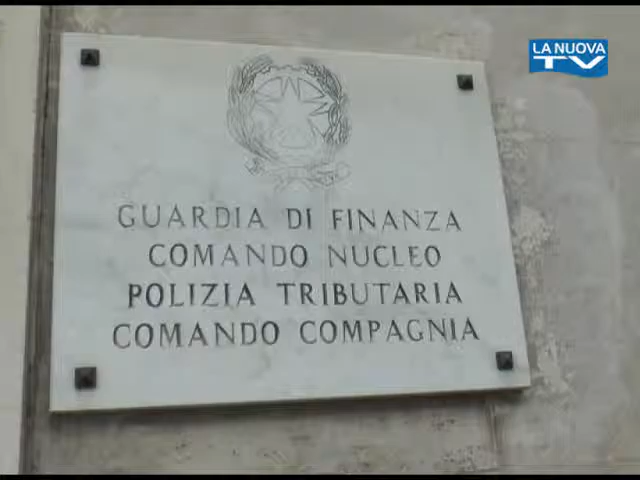 LA NUOVA
TV
GUARDIA DI FINANZA
COMANDO NUCLEO
POLIZIA TRIBUTARIA
COMANDO COMPAGNIA